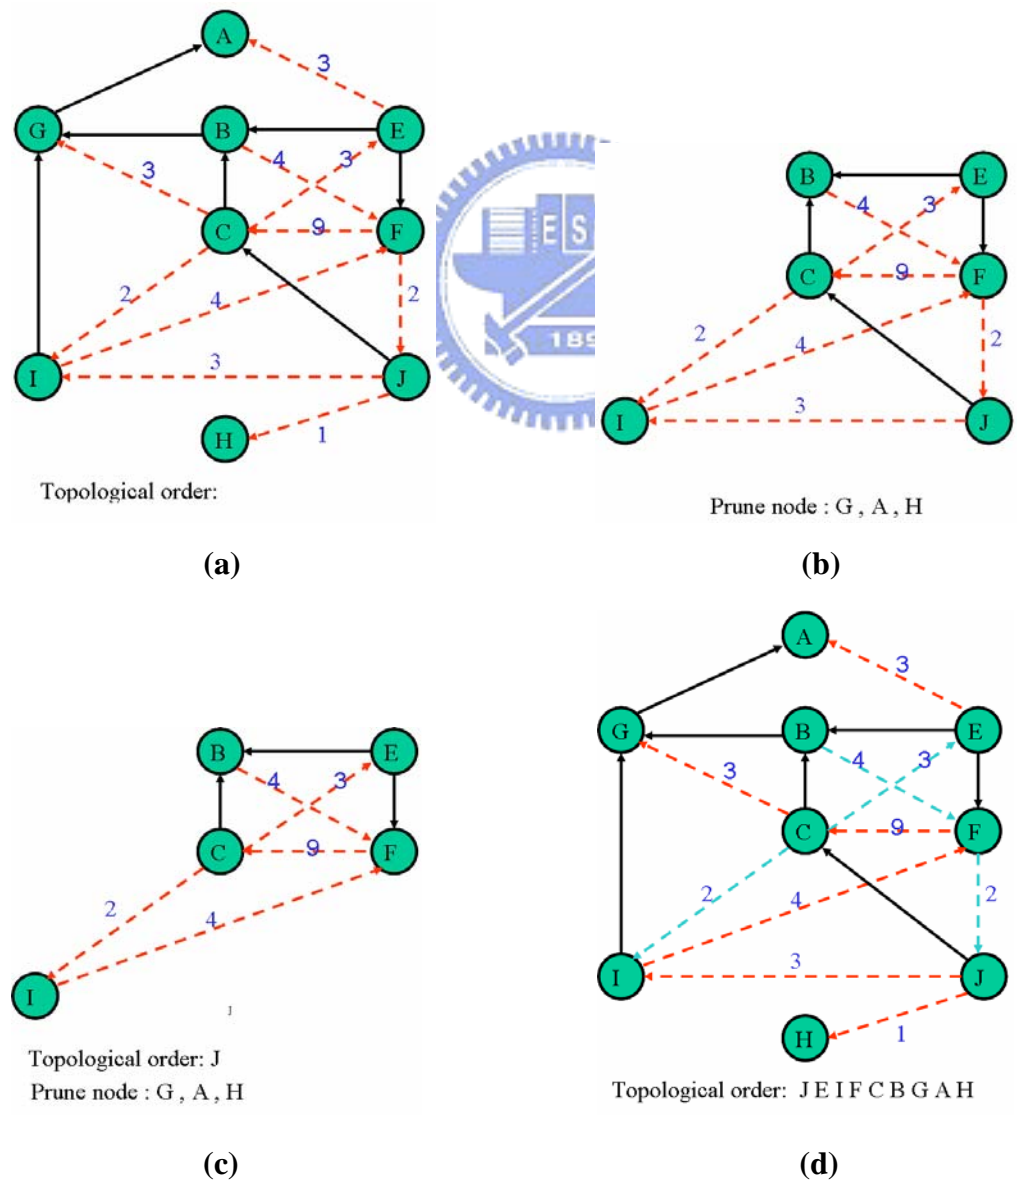 A
3
G
B
E
4
3
3
C
9
F
2
4
2
3
I
J
H
1
Topological order:
(a)
E S
189
B
E
4
3
C
9
F
2
4
2
3
I
J
Prune node : G , A , H
(b)
B
E
4
3
C
9
F
2
4
I
J
Topological order: J
Prune node : G , A , H
(c)
A
3
G
B
E
4
3
3
C
9
F
2
4
2
3
I
J
H
1
Topological order: J E I F C B G A H
(d)